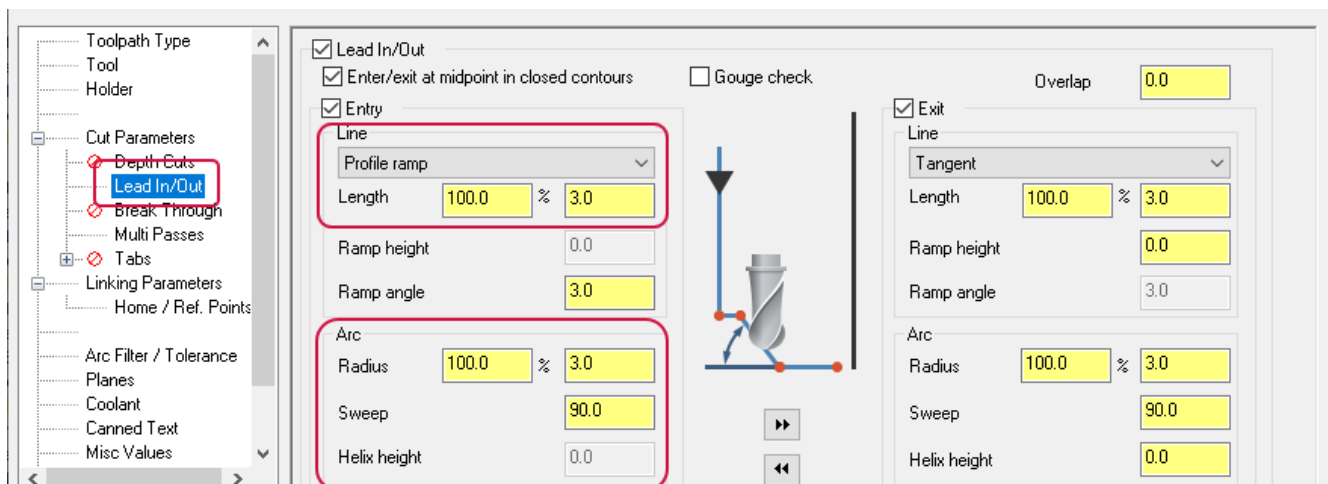 Toolpath Type
Tool
Holder
Cut Parameters
Depth Cuts
Lead In/Out
Break Through
Multi Passes
Tabs
Linking Parameters
Home / Ref. Points
Arc Filter / Tolerance
Planes
Coolant
Canned Text
Misc Values
Lead In/Out
Enter/exit at midpoint in closed contours
Gouge check
Overlap 0.0
Entry
Line
Profile ramp
Length 100.0 % 3.0
Ramp height 0.0
Ramp angle 3.0
Arc
Radius 100.0 % 3.0
Sweep 90.0
Helix height 0.0
Exit
Line
Tangent
Length 100.0 % 3.0
Ramp height 0.0
Ramp angle 3.0
Arc
Radius 100.0 % 3.0
Sweep 90.0
Helix height 0.0